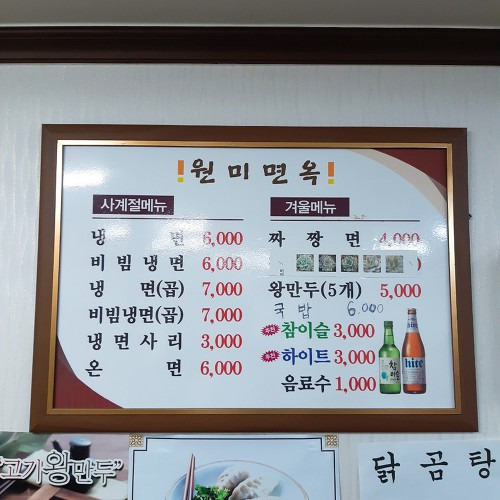 !원미면옥!
사계절메뉴
냉면 6,000
비빔냉면 6,000
냉면(곱) 7,000
비빔냉면(곱) 7,000
냉면사리 3,000
온면 6,000
겨울메뉴
짜장면 4,000
왕만두(5개) 5,000
국밥 6,000
참이슬 3,000
하이트 3,000
음료수 1,000
hite
고기왕만두"
닭곰탕